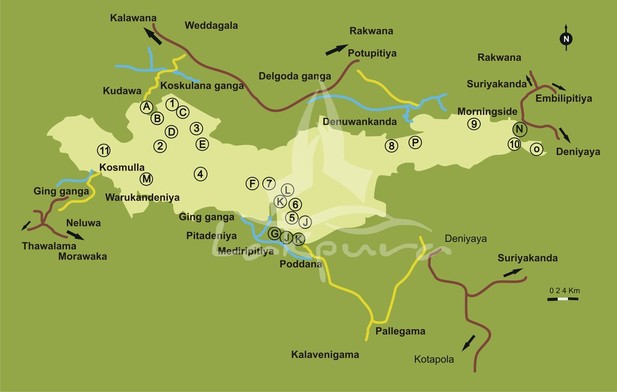 Kalawana
Weddagala
Rakwana
Potupitiya
N
Rakwana
Koskulana ganga
Delgoda ganga
Suriyakanda
Kudawa
Embilipitiya
A
1
B
C
Denuwankanda
Morningside
D
3
9
N
2
E
8
P
10
O
Deniyaya
11
Kosmulla
4
M
F
7
L
Ging ganga
Warukandeniya
K
6
Ging ganga
5
J
Neluwa
Pitadeniya
G
J
K
Deniyaya
Thawalama
Morawaka
Mediripitiya
Lakpura
Poddana
Suriyakanda
0 2 4 Km
Pallegama
Kalavenigama
Kotapola